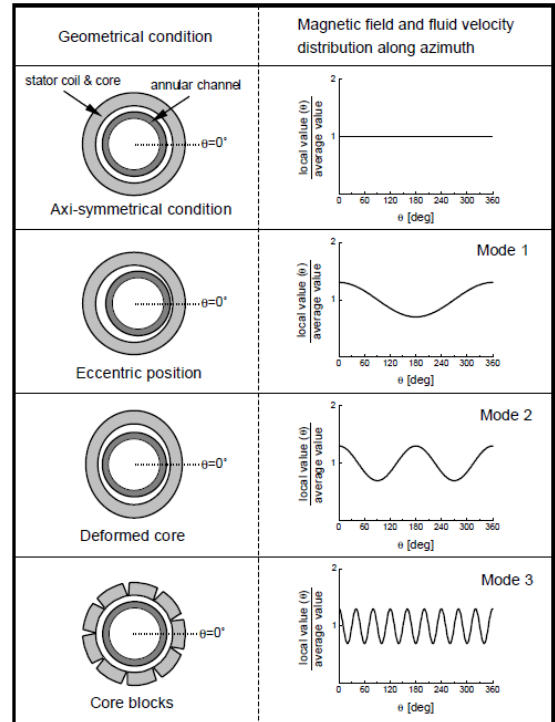 Geometrical condition
Magnetic field and fluid velocity
distribution along azimuth
stator coil & core
annular channel
θ=0°
Axi-symmetrical condition
local value (θ)
average value
2
1
0 60 120 180 240 300 360
θ [deg]
θ=0°
Eccentric position
Mode 1
local value (θ)
average value
2
1
0 60 120 180 240 300 360
θ [deg]
θ=0°
Deformed core
Mode 2
local value (θ)
average value
2
1
0 60 120 180 240 300 360
θ [deg]
θ=0°
Core blocks
Mode 3
local value (θ)
average value
2
1
0 60 120 180 240 300 360
θ [deg]